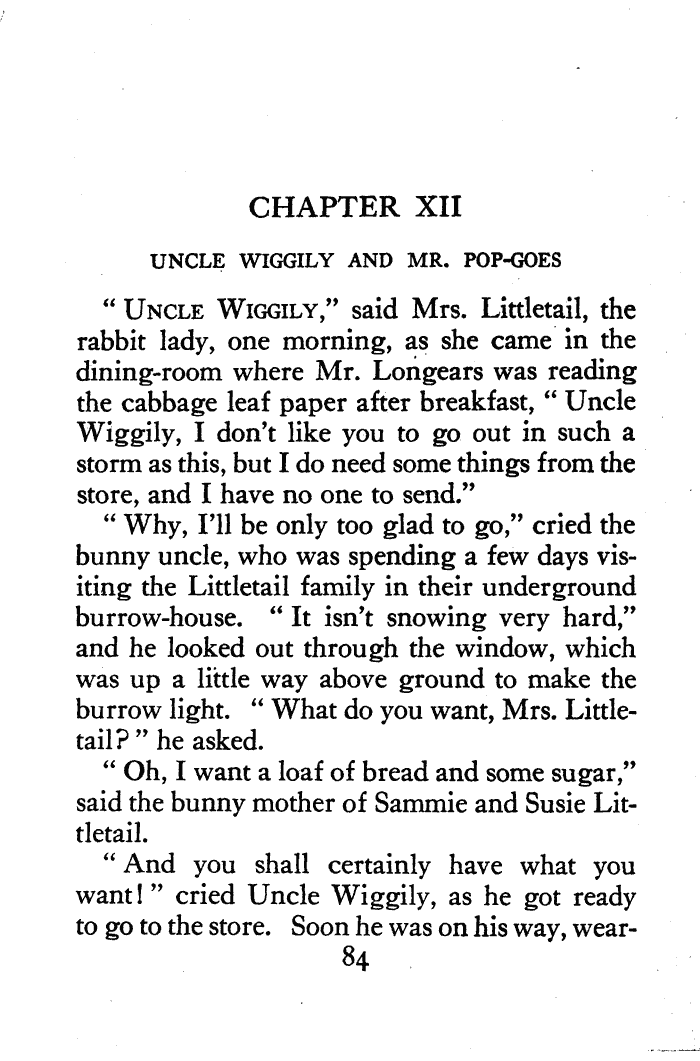 CHAPTER XII
UNCLE WIGGILY AND MR. POP-GOES
“ UNCLE WIGGILY,” said Mrs. Littletail, the
rabbit lady, one morning, as she came in the
dining-room where Mr. Longears was reading
the cabbage leaf paper after breakfast, “ Uncle
Wiggily, I don’t like you to go out in such a
storm as this, but I do need some things from the
store, and I have no one to send.”
“ Why, I’ll be only too glad to go,” cried the
bunny uncle, who was spending a few days vis-
iting the Littletail family in their underground
burrow-house. “ It isn’t snowing very hard,”
and he looked out through the window, which
was up a little way above ground to make the
burrow light. “ What do you want, Mrs. Little-
tail? ” he asked.
“ Oh, I want a loaf of bread and some sugar,”
said the bunny mother of Sammie and Susie Lit-
tletail.
“ And you shall certainly have what you
want! ” cried Uncle Wiggily, as he got ready
to go to the store. Soon he was on his way, wear-
84